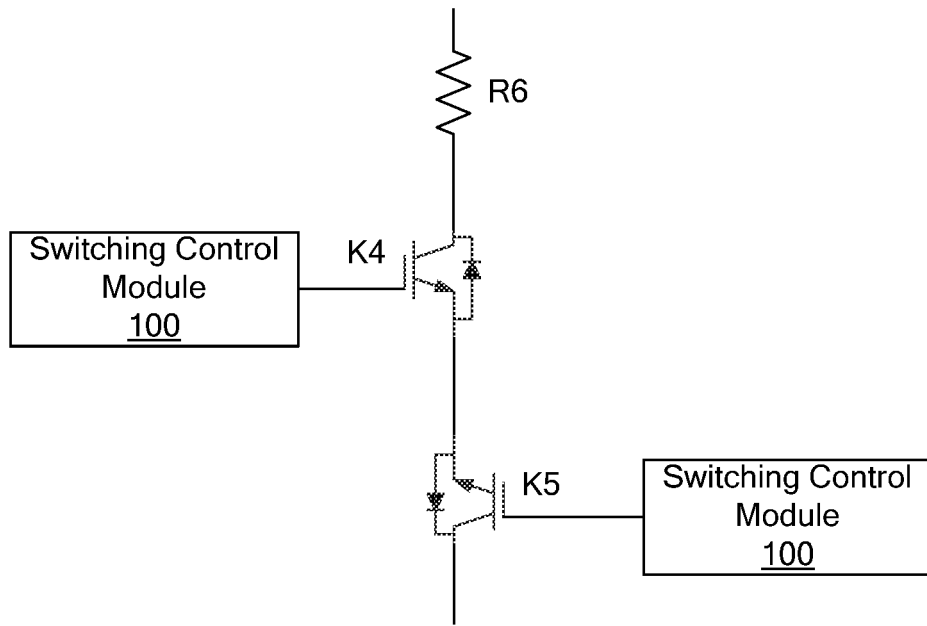 R6
K4
Switching Control
Module
100
K5
Switching Control
Module
100